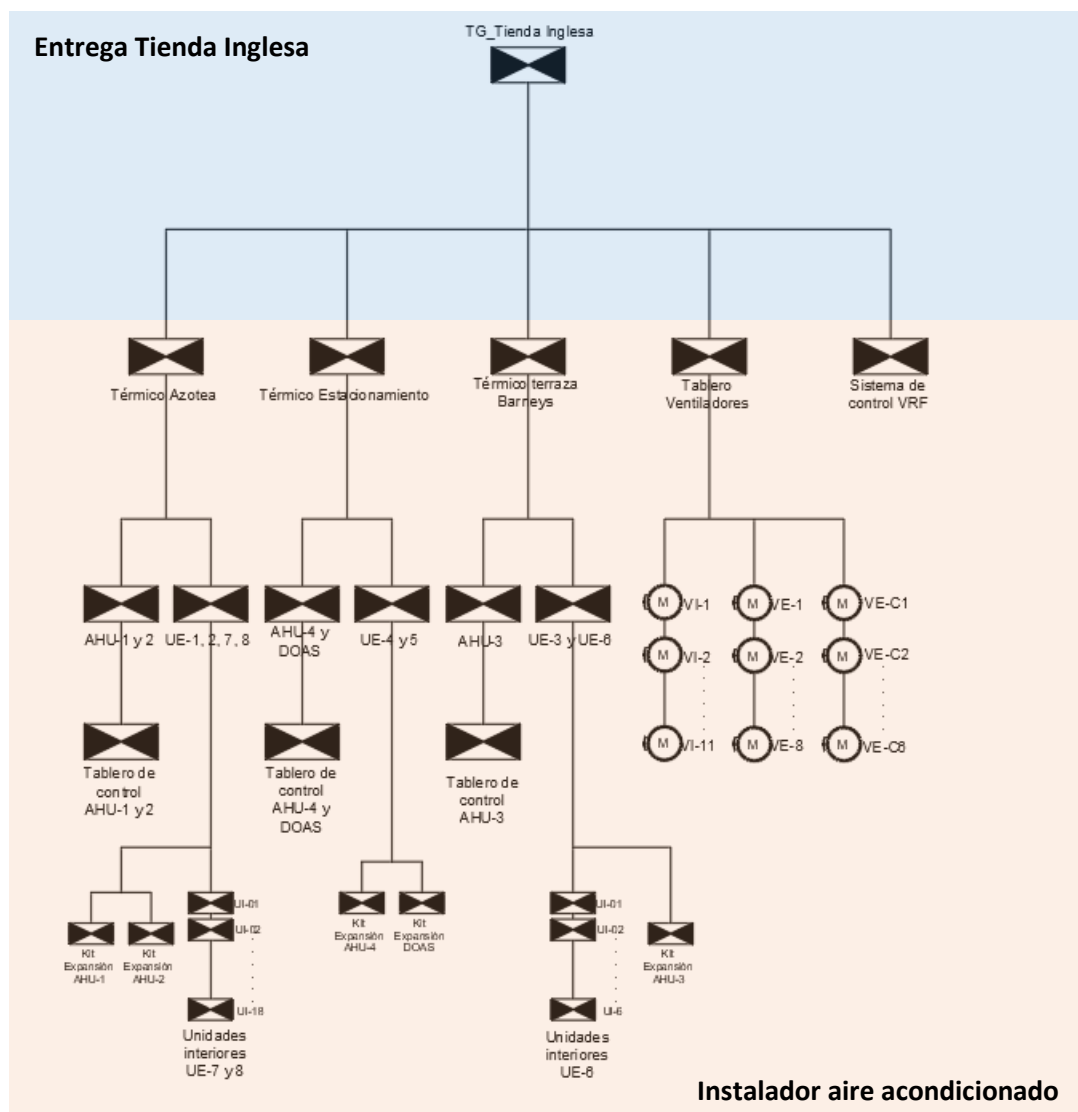 TG_Tienda Inglesa
Entrega Tienda Inglesa
Térmico Azotea
Térmico Estacionamiento
Térmico terraza
Barneys
Tablero
Ventiladores
Sistema de
control VRF
AHU-1 y 2
UE-1, 2, 7, 8
AHU-4 y
DOAS
UE-4 y 5
AHU-3
UE-3 y UE-6
M VI-1
M VE-1
M VE-C1
M VI-2
M VE-2
M VE-C2
M VI-11
M VE-8
M VE-C6
Tablero de
control
AHU-1 y 2
Tablero de
control
AHU-4 y
DOAS
Tablero de
control
AHU-3
Kit
Expansión
AHU-1
Kit
Expansión
AHU-2
UI-01
UI-02
UI-18
Unidades
interiores
UE-7 y 8
Kit
Expansión
AHU-4
Kit
Expansión
DOAS
UI-01
UI-02
UI-6
Unidades
interiores
UE-6
Kit
Expansión
AHU-3
Instalador aire acondicionado